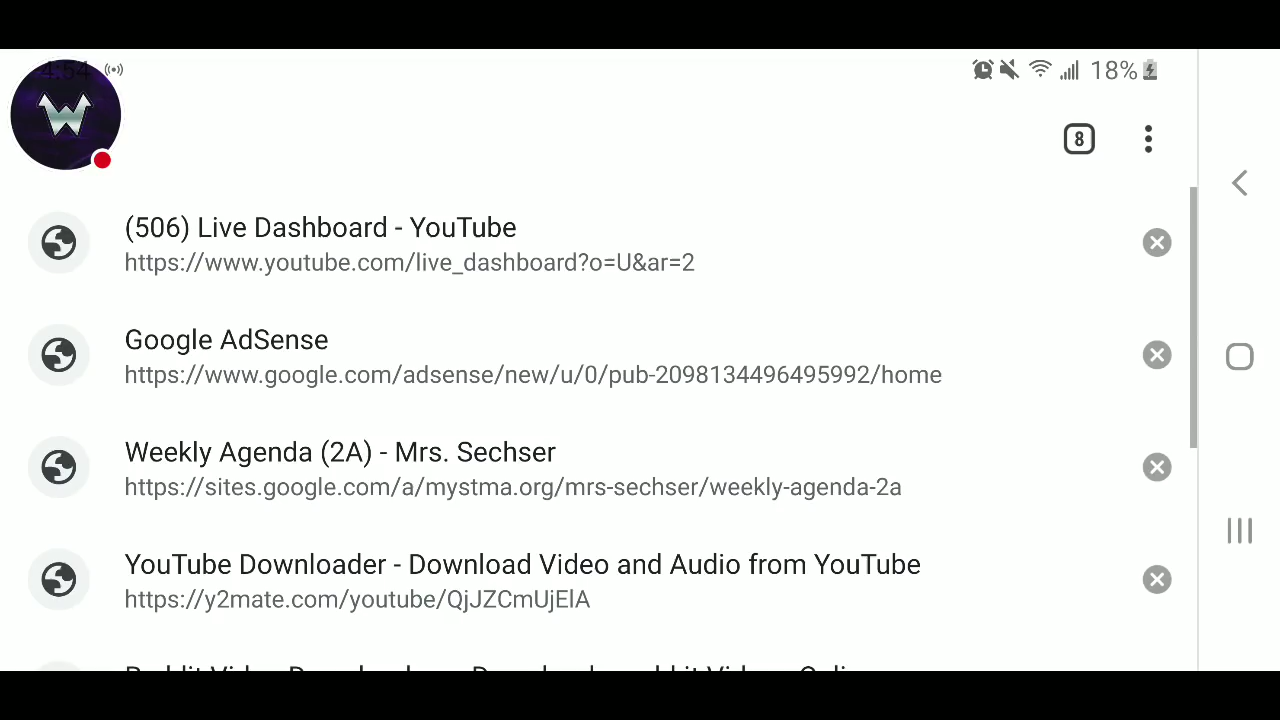 4:54
18%
W
8
(506) Live Dashboard - YouTube
https://www.youtube.com/live_dashboard?o=U&ar=2
Google AdSense
https://www.google.com/adsense/new/u/0/pub-2098134496495992/home
Weekly Agenda (2A) - Mrs. Sechser
https://sites.google.com/a/mystma.org/mrs-sechser/weekly-agenda-2a
YouTube Downloader - Download Video and Audio from YouTube
https://y2mate.com/youtube/QjJZCmUjElA